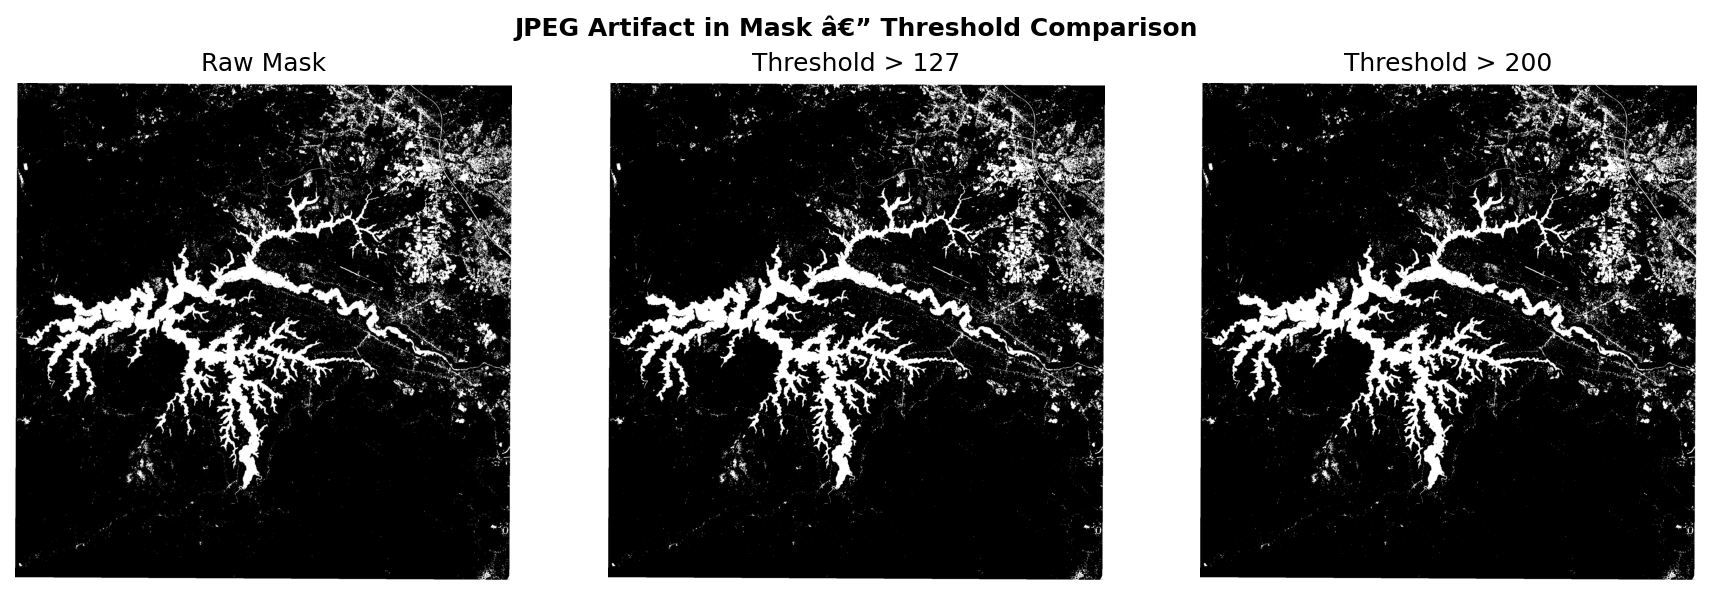 JPEG Artifact in Mask â€” Threshold Comparison
Raw Mask
Threshold > 127
Threshold > 200